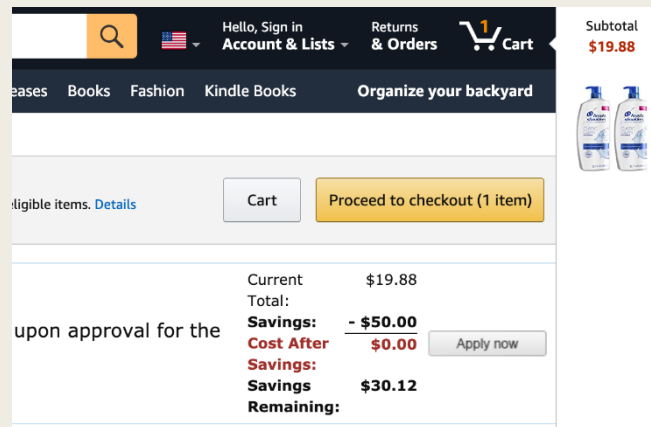 Hello, Sign in
Account & Lists
Returns
& Orders
1
Cart
Subtotal
$19.88
eases Books Fashion Kindle Books Organize your backyard
eligible items. Details
Cart
Proceed to checkout (1 item)
Current Total: $19.88
upon approval for the
Savings: - $50.00
Cost After Savings: $0.00
Apply now
Savings Remaining: $30.12